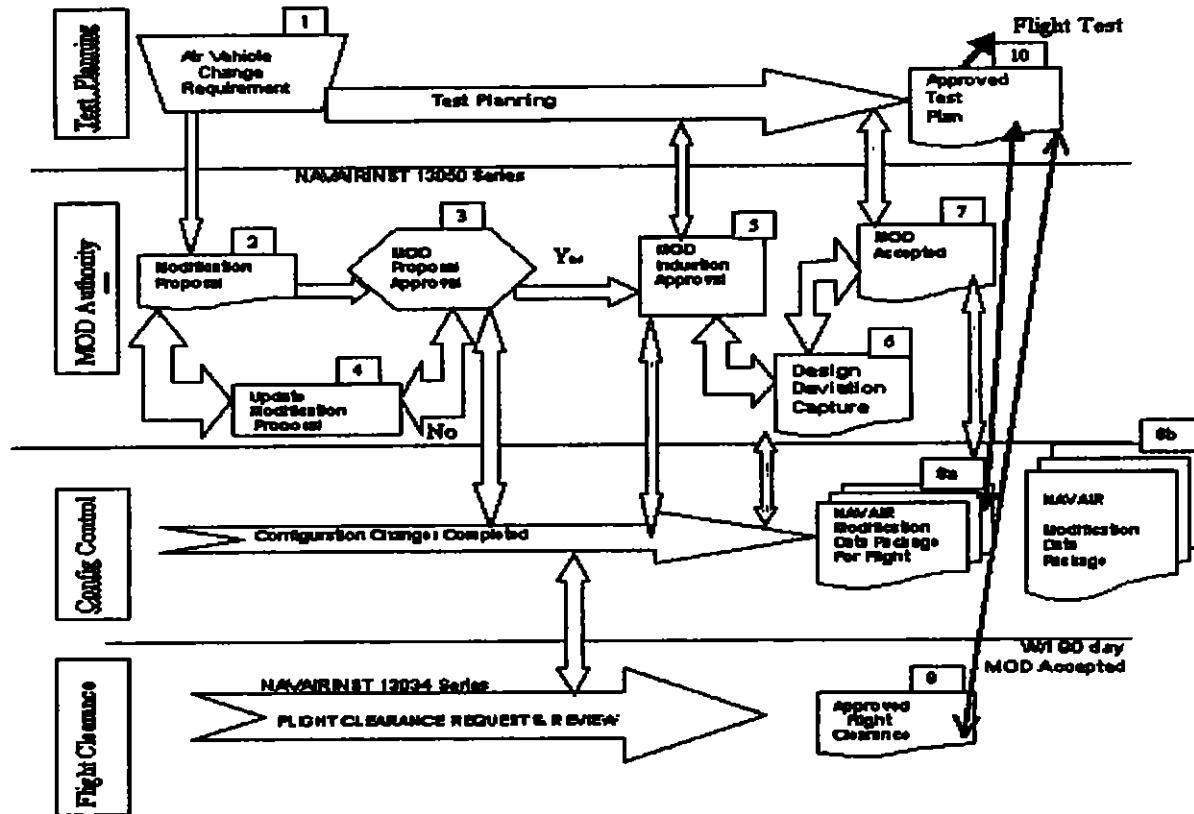 Test Planning
1
Air Vehicle
Change
Requirement
Test Planning
Flight Test
10
Approved
Test
Plan
NAVAIRINST 13050 Series
MOD Authority
2
Modification
Proposal
3
MOD
Proposal
Approval
Yes
5
MOD
Induction
Approval
7
MOD
Accepted
4
Update
Modification
Proposal
No
6
Design
Deviation
Capture
Config Control
Configuration Changes Completed
8a
NAVAIR
Modification
Data Package
Per Flight
8b
NAVAIR
Modification
Data
Package
W/I 90 day
MOD Accepted
Flight Clearance
NAVAIRINST 13034 Series
FLIGHT CLEARANCE REQUEST & REVIEW
9
Approved
Flight
Clearance